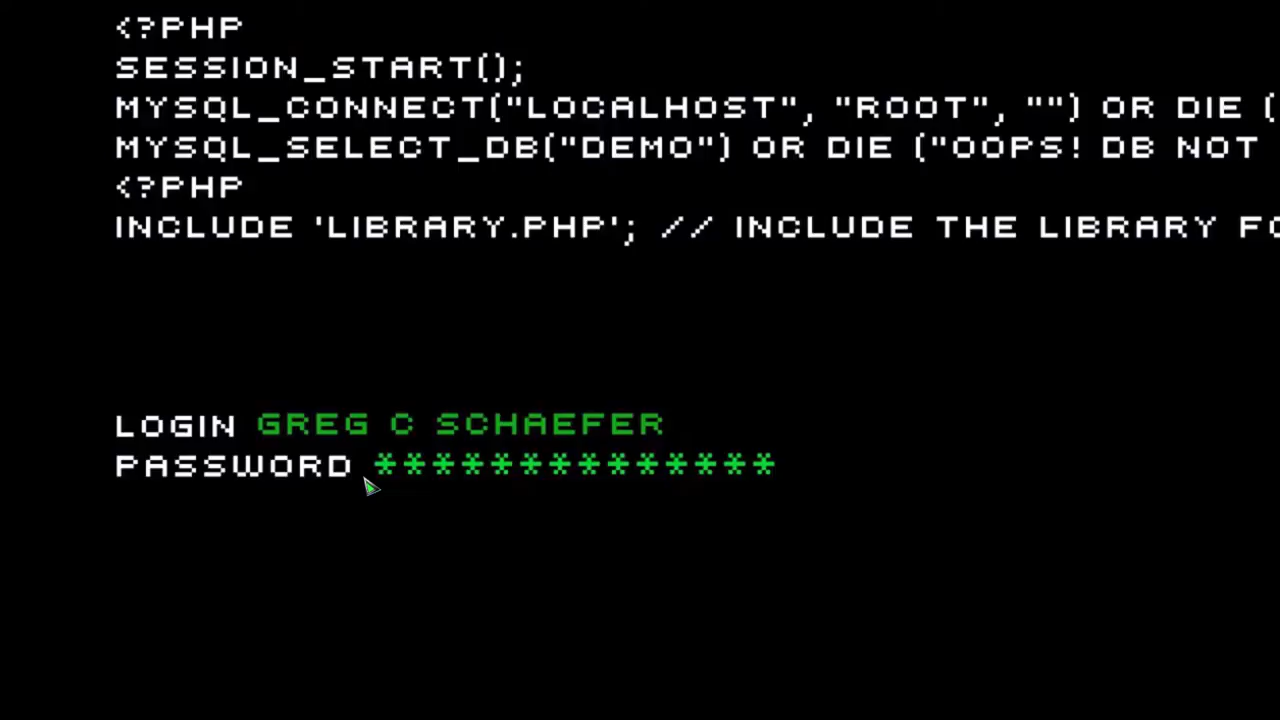 <?PHP
SESSION_START();
MYSQL_CONNECT("LOCALHOST", "ROOT", "") OR DIE (
MYSQL_SELECT_DB("DEMO") OR DIE ("OOPS! DB NOT
<?PHP
INCLUDE 'LIBRARY.PHP'; // INCLUDE THE LIBRARY FO
LOGIN GREG C SCHAEFER
PASSWORD **************